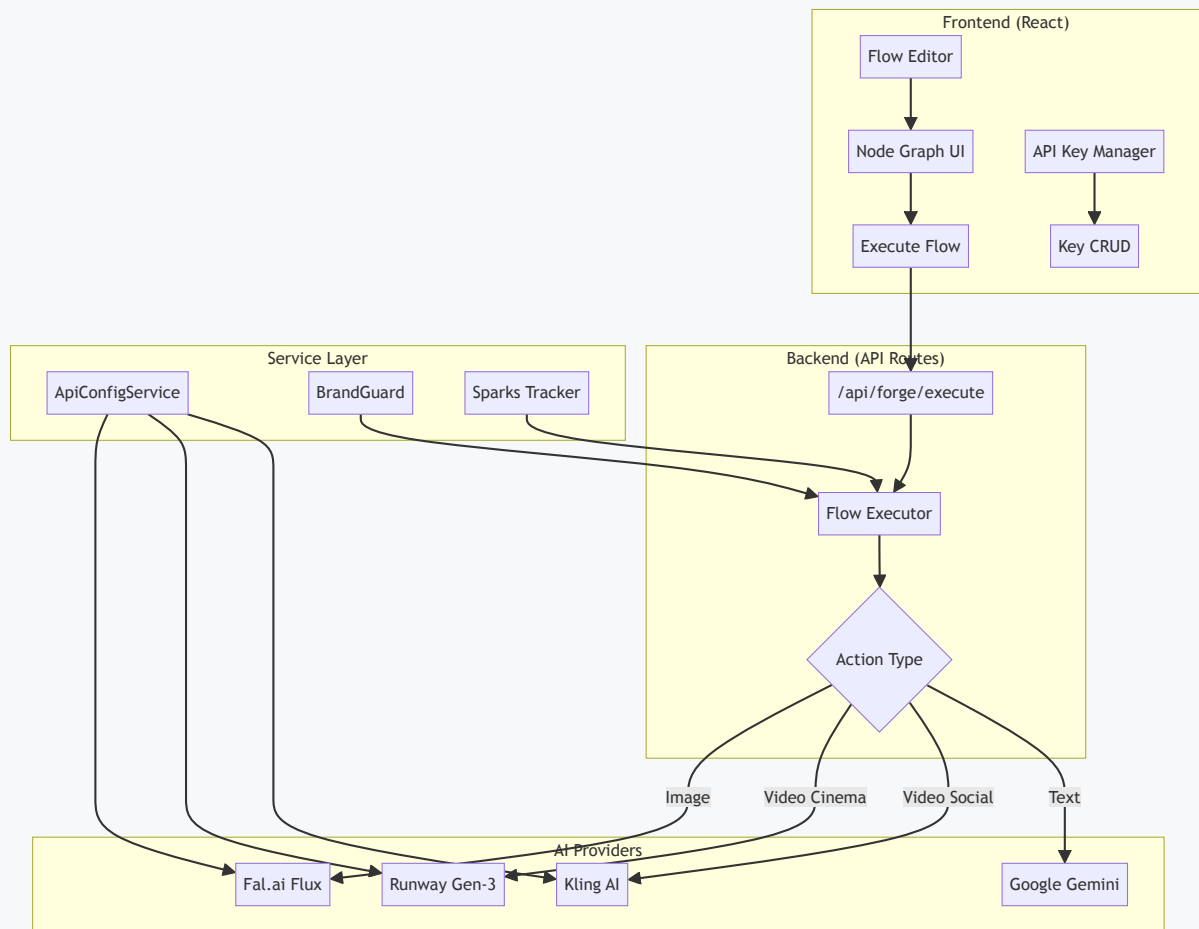 Frontend (React)
Flow Editor
Node Graph UI
API Key Manager
Execute Flow
Key CRUD
Service Layer
Backend (API Routes)
ApiConfigService
BrandGuard
Sparks Tracker
/api/forge/execute
Flow Executor
Action Type
Image
Video Cinema
Video Social
Text
AI Providers
Fal.ai Flux
Runway Gen-3
Kling AI
Google Gemini